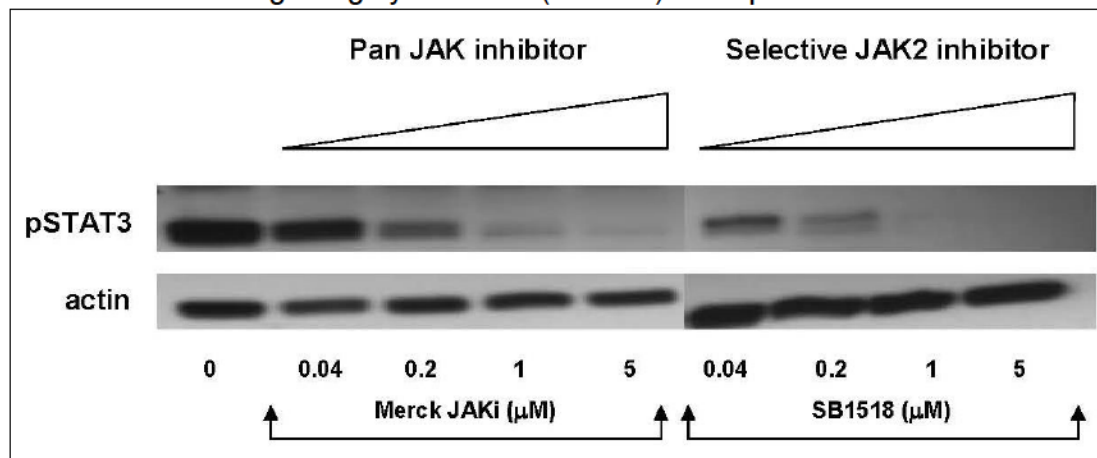 Pan JAK inhibitor Selective JAK2 inhibitor
pSTAT3
actin
0 0.04 0.2 1 5 0.04 0.2 1 5
Merck JAKi (μM) SB1518 (μM)